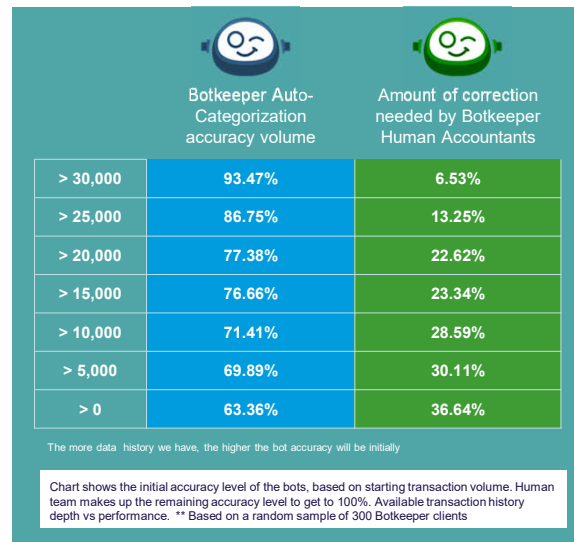 Botkeeper Auto-
Categorization
accuracy volume
Amount of correction
needed by Botkeeper
Human Accountants
> 30,000 93.47% 6.53%
> 25,000 86.75% 13.25%
> 20,000 77.38% 22.62%
> 15,000 76.66% 23.34%
> 10,000 71.41% 28.59%
> 5,000 69.89% 30.11%
> 0 63.36% 36.64%
The more data history we have, the higher the bot accuracy will be initially
Chart shows the initial accuracy level of the bots, based on starting transaction volume. Human
team makes up the remaining accuracy level to get to 100%. Available transaction history
depth vs performance. ** Based on a random sample of 300 Botkeeper clients